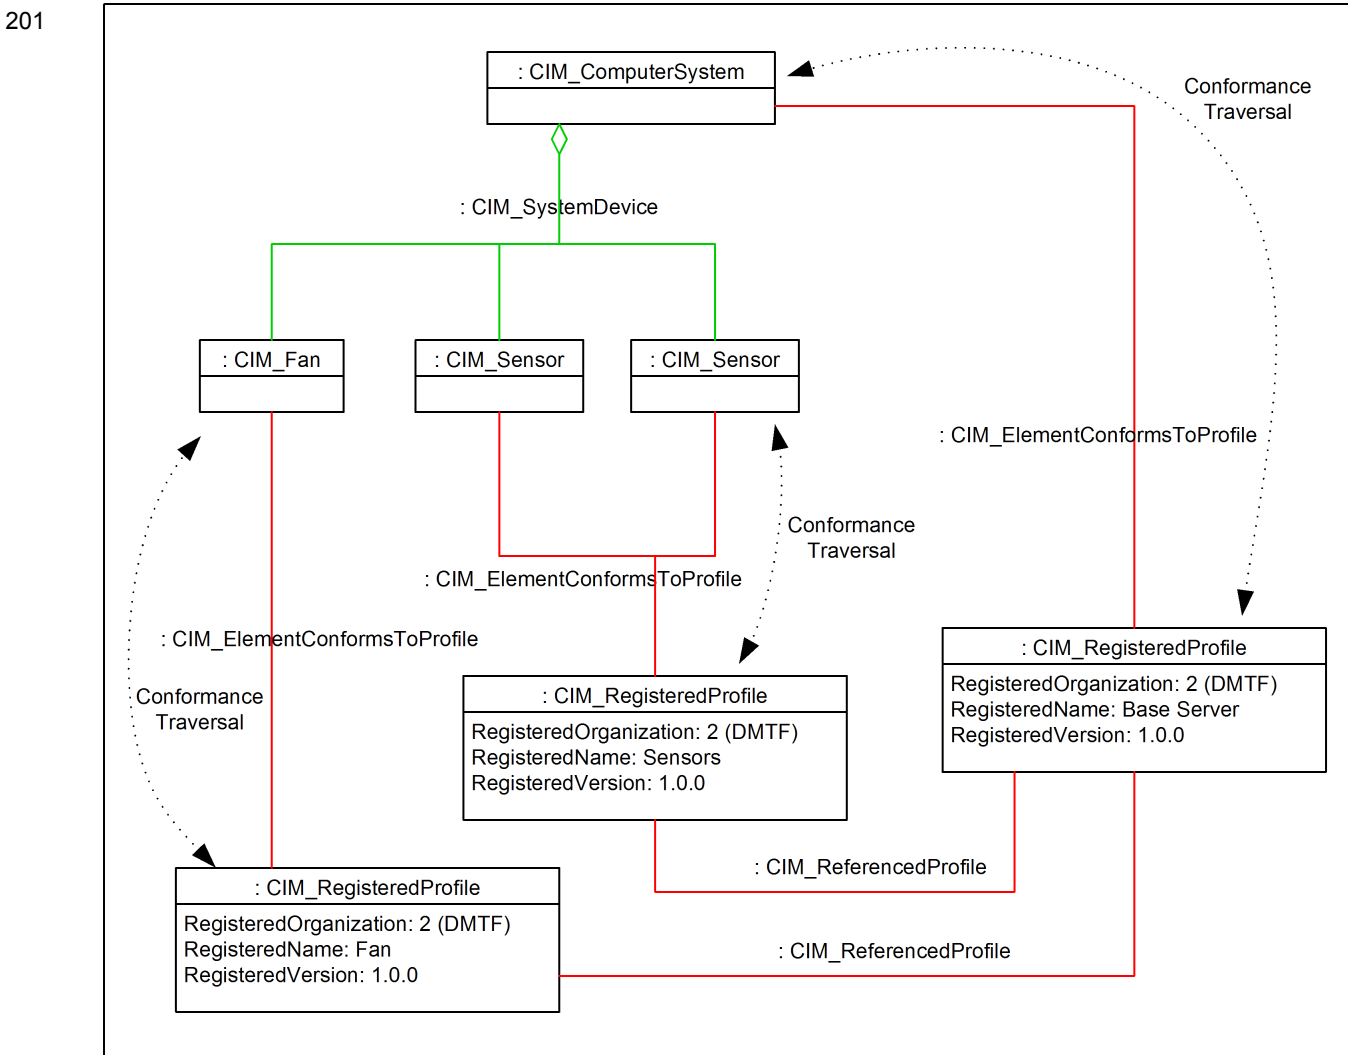 201
: CIM_ComputerSystem
Conformance
Traversal
: CIM_SystemDevice
: CIM_Fan
: CIM_Sensor
: CIM_Sensor
: CIM_ElementConformsToProfile
Conformance
Traversal
: CIM_ElementConformsToProfile
: CIM_ElementConformsToProfile
Conformance
Traversal
: CIM_RegisteredProfile
RegisteredOrganization: 2 (DMTF)
RegisteredName: Base Server
RegisteredVersion: 1.0.0
: CIM_RegisteredProfile
RegisteredOrganization: 2 (DMTF)
RegisteredName: Sensors
RegisteredVersion: 1.0.0
: CIM_ReferencedProfile
: CIM_RegisteredProfile
RegisteredOrganization: 2 (DMTF)
RegisteredName: Fan
RegisteredVersion: 1.0.0
: CIM_ReferencedProfile